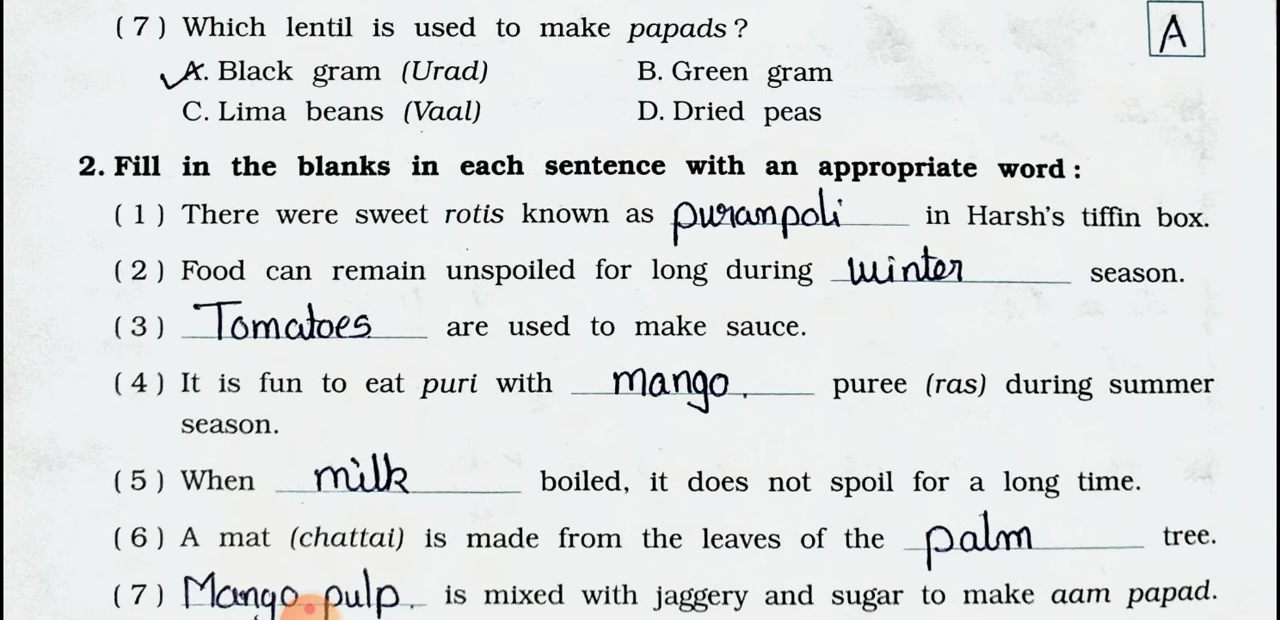 ( 7 ) Which lentil is used to make papads ? A
A. Black gram (Urad) B. Green gram
C. Lima beans (Vaal) D. Dried peas
2. Fill in the blanks in each sentence with an appropriate word :
( 1 ) There were sweet rotis known as puranpoli in Harsh's tiffin box.
( 2 ) Food can remain unspoiled for long during winter season.
( 3 ) Tomatoes are used to make sauce.
( 4 ) It is fun to eat puri with mango. puree (ras) during summer
season.
( 5 ) When milk boiled, it does not spoil for a long time.
( 6 ) A mat (chattai) is made from the leaves of the palm tree.
( 7 ) Mango pulp. is mixed with jaggery and sugar to make aam papad.